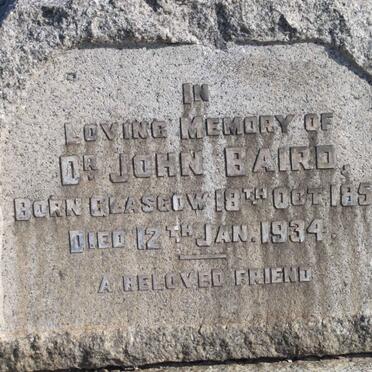 IN
LOVING MEMORY OF
DR JOHN BAIRD,
BORN GLASGOW 18TH OCT. 185
DIED 12TH JAN. 1934.
A BELOVED FRIEND